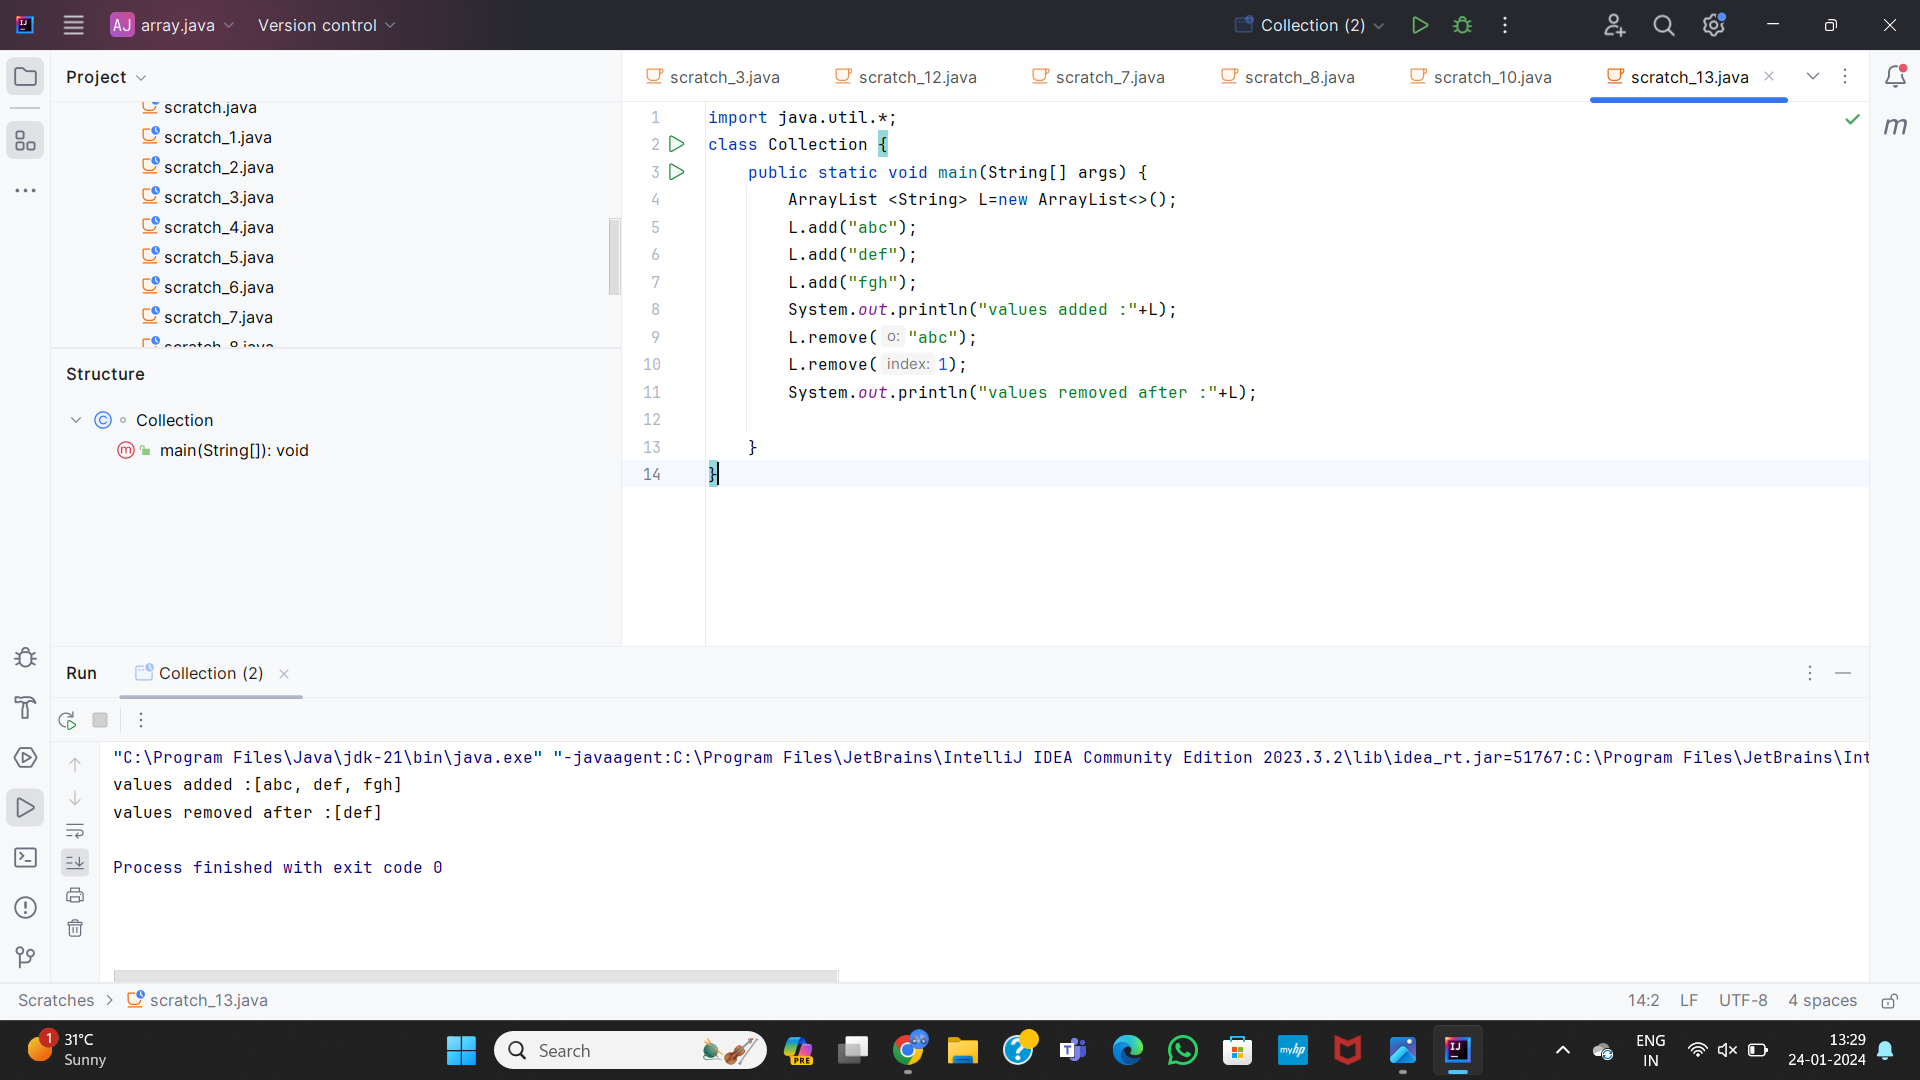 AJ array.java Version control Collection (2)
Project
scratch.java
scratch_1.java
scratch_2.java
scratch_3.java
scratch_4.java
scratch_5.java
scratch_6.java
scratch_7.java
scratch_8.java
Structure
Collection
main(String[]): void
scratch_3.java scratch_12.java scratch_7.java scratch_8.java scratch_10.java scratch_13.java
m
1 import java.util.*;
2 class Collection {
3 public static void main(String[] args) {
4 ArrayList <String> L=new ArrayList<>();
5 L.add("abc");
6 L.add("def");
7 L.add("fgh");
8 System.out.println("values added :"+L);
9 L.remove( o: "abc");
10 L.remove( index: 1);
11 System.out.println("values removed after :"+L);
12
13 }
14 }
Run Collection (2)
"C:\Program Files\Java\jdk-21\bin\java.exe" "-javaagent:C:\Program Files\JetBrains\IntelliJ IDEA Community Edition 2023.3.2\lib\idea_rt.jar=51767:C:\Program Files\JetBrains\Int
values added :[abc, def, fgh]
values removed after :[def]
Process finished with exit code 0
Scratches > scratch_13.java 14:2 LF UTF-8 4 spaces
1 31°C
Sunny
Search
PRE
myhp
ENG
IN
13:29
24-01-2024